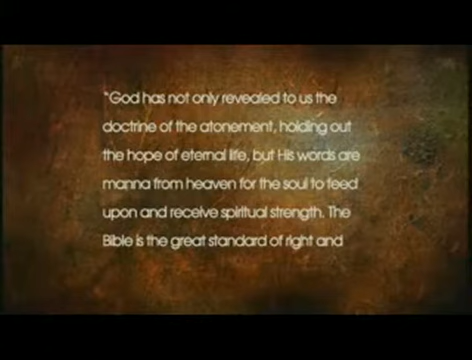 "God has not only revealed to us the
doctrine of the atonement, holding out
the hope of eternal life, but His words are
manna from heaven for the soul to feed
upon and receive spiritual strength. The
Bible is the great standard of right and